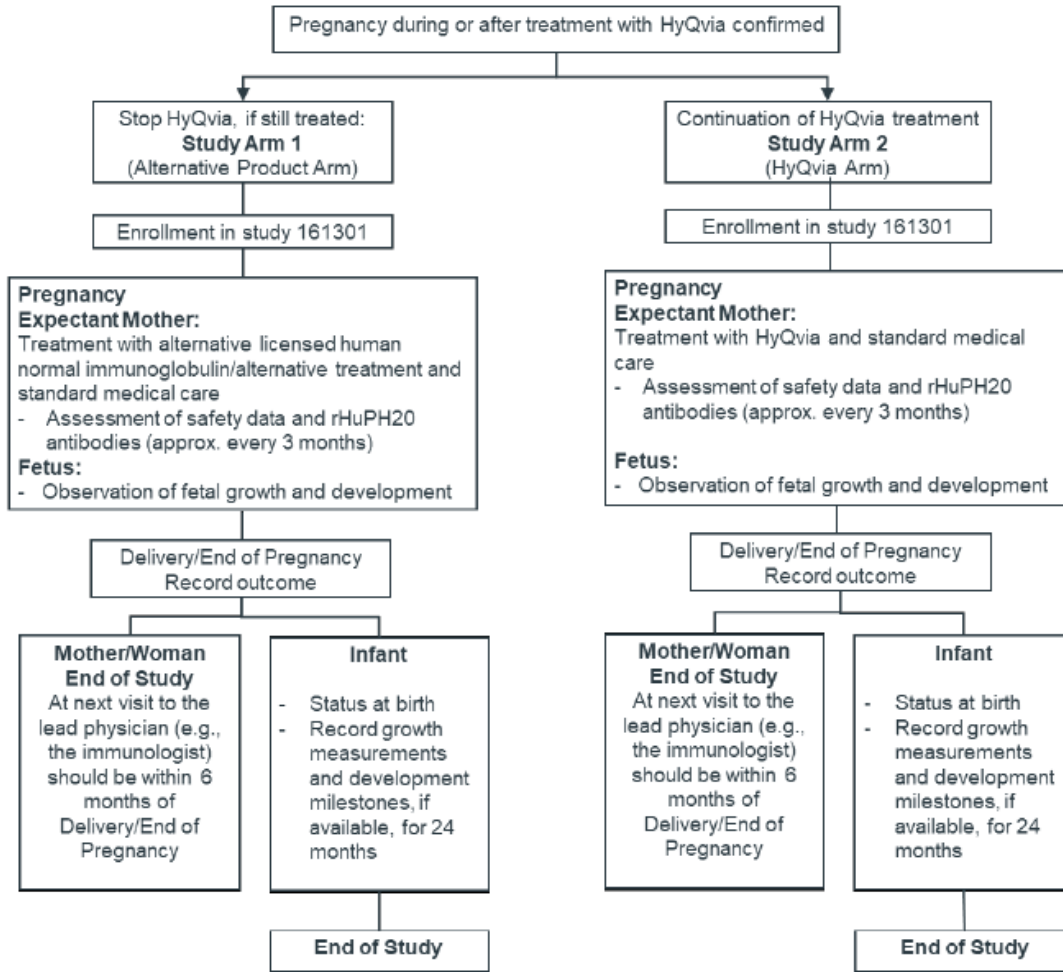 Pregnancy during or after treatment with HyQvia confirmed
Stop HyQvia, if still treated:
Study Arm 1
(Alternative Product Arm)
Enrollment in study 161301
Pregnancy
Expectant Mother:
Treatment with alternative licensed human
normal immunoglobulin/alternative treatment and
standard medical care
- Assessment of safety data and rHuPH20
antibodies (approx. every 3 months)
Fetus:
- Observation of fetal growth and development
Delivery/End of Pregnancy
Record outcome
Mother/Woman
End of Study
At next visit to the
lead physician (e.g.,
the immunologist)
should be within 6
months of
Delivery/End of
Pregnancy
Infant
- Status at birth
- Record growth
measurements
and development
milestones, if
available, for 24
months
End of Study
Continuation of HyQvia treatment
Study Arm 2
(HyQvia Arm)
Enrollment in study 161301
Pregnancy
Expectant Mother:
Treatment with HyQvia and standard medical
care
- Assessment of safety data and rHuPH20
antibodies (approx. every 3 months)
Fetus:
- Observation of fetal growth and development
Delivery/End of Pregnancy
Record outcome
Mother/Woman
End of Study
At next visit to the
lead physician (e.g.,
the immunologist)
should be within 6
months of
Delivery/End of
Pregnancy
Infant
- Status at birth
- Record growth
measurements
and development
milestones, if
available, for 24
months
End of Study